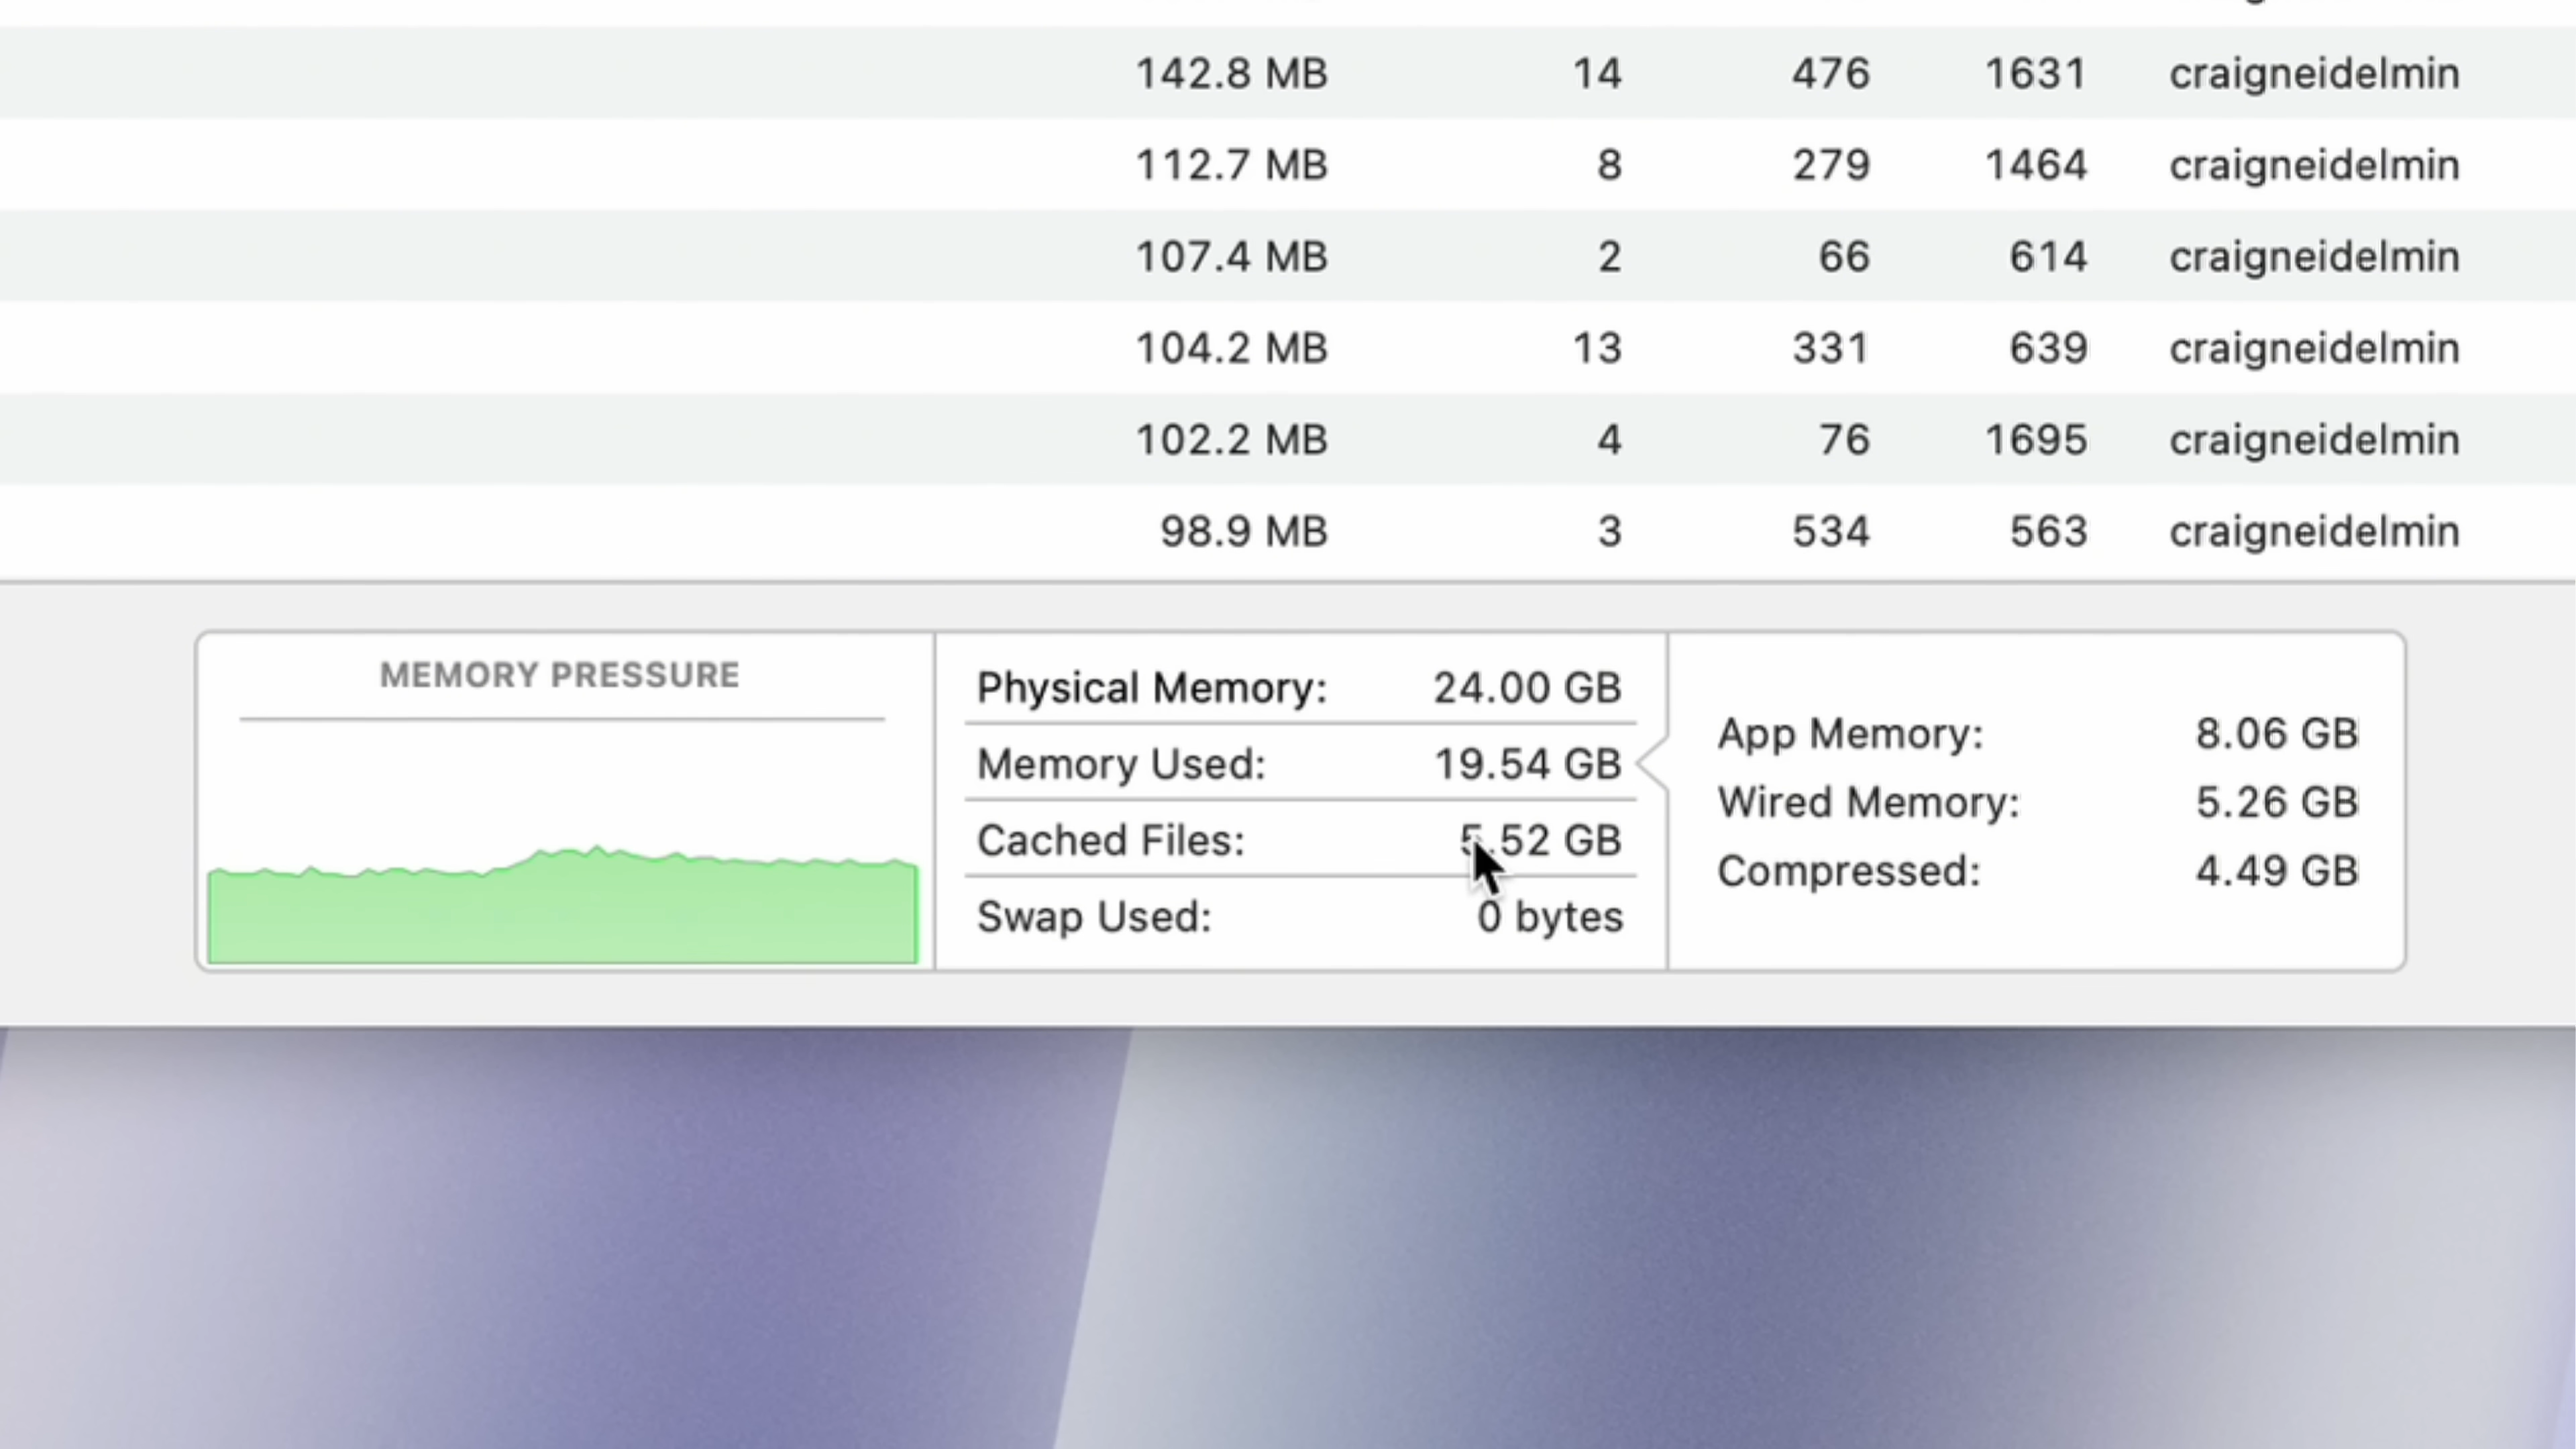 142.8 MB 14 476 1631 craigneidelmin
112.7 MB 8 279 1464 craigneidelmin
107.4 MB 2 66 614 craigneidelmin
104.2 MB 13 331 639 craigneidelmin
102.2 MB 4 76 1695 craigneidelmin
98.9 MB 3 534 563 craigneidelmin
MEMORY PRESSURE
Physical Memory: 24.00 GB
Memory Used: 19.54 GB
Cached Files: 5.52 GB
Swap Used: 0 bytes
App Memory: 8.06 GB
Wired Memory: 5.26 GB
Compressed: 4.49 GB